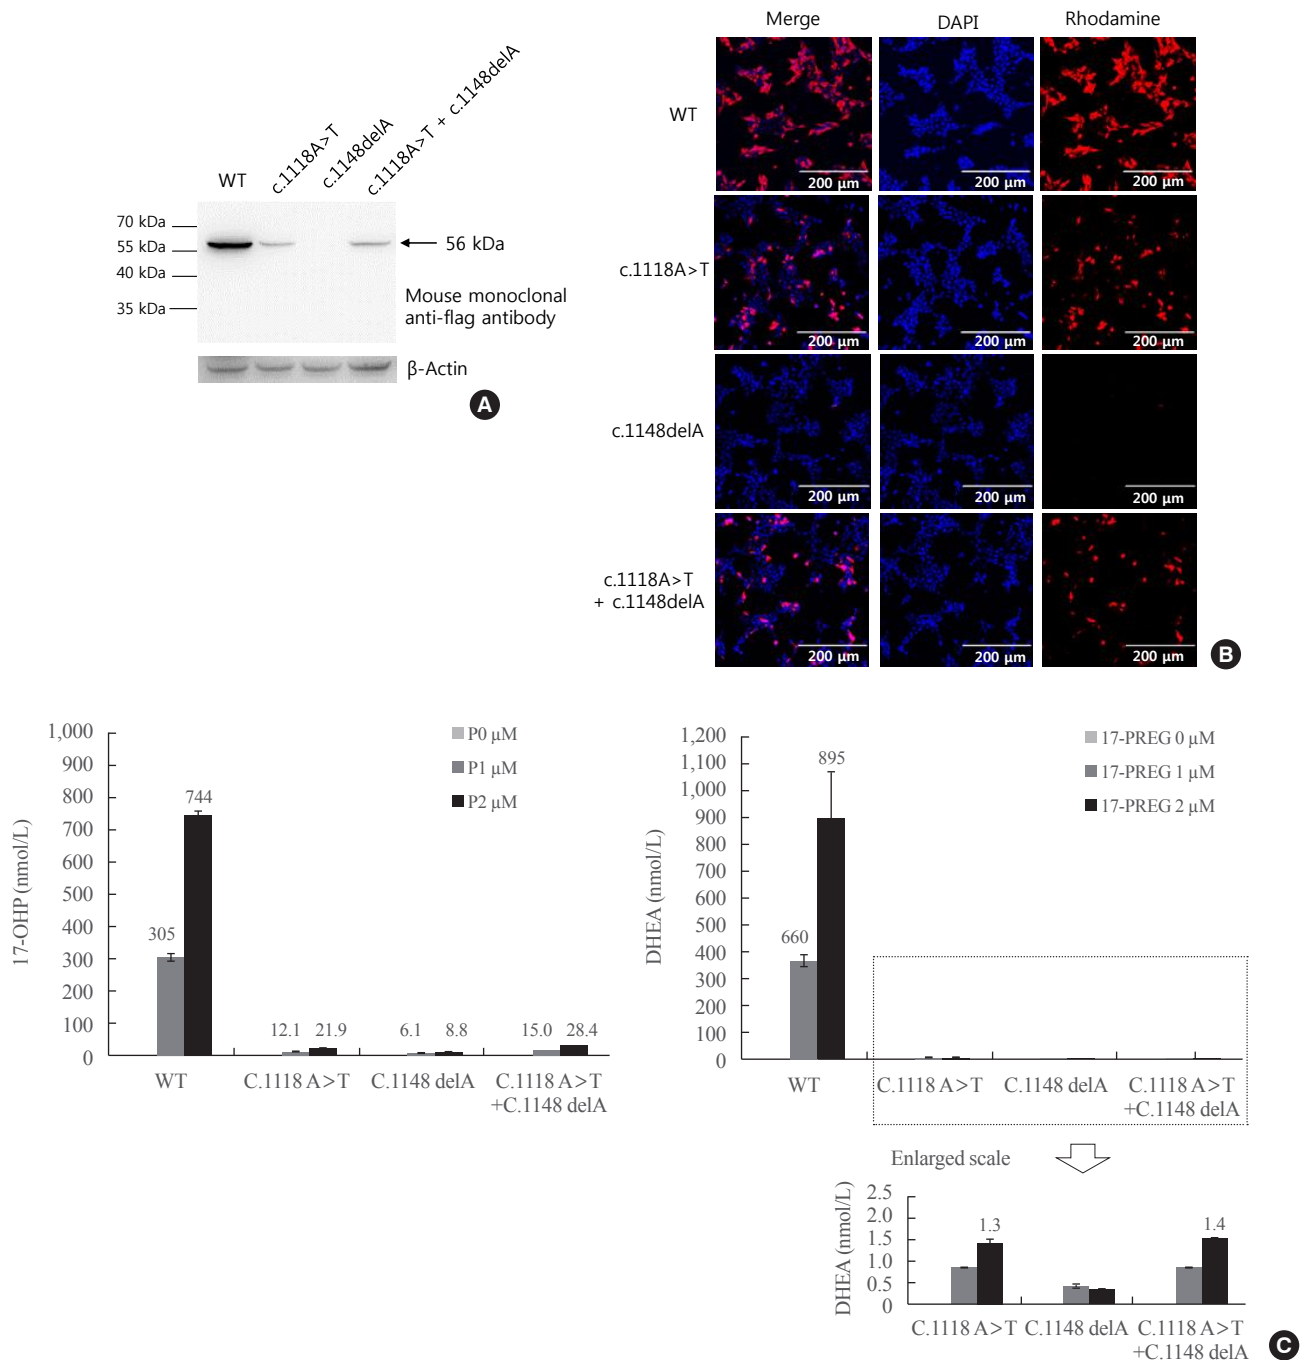 WT
c.1118A>T
c.1148delA
c.1118A>T + c.1148delA
70 kDa
55 kDa
40 kDa
35 kDa
56 kDa
Mouse monoclonal
anti-flag antibody
β-Actin
A
Merge
DAPI
Rhodamine
WT
200 µm
200 µm
200 µm
c.1118A>T
200 µm
200 µm
200 µm
c.1148delA
200 µm
200 µm
200 µm
c.1118A>T
+ c.1148delA
200 µm
200 µm
200 µm
B
17-OHP (nmol/L)
1,000
900
800
700
600
500
400
300
200
100
0
P0 µM
P1 µM
P2 µM
305
744
12.1
21.9
6.1
8.8
15.0
28.4
WT
C.1118 A>T
C.1148 delA
C.1118 A>T
+C.1148 delA
DHEA (nmol/L)
1,200
1,100
1,000
900
800
700
600
500
400
300
200
100
0
17-PREG 0 µM
17-PREG 1 µM
17-PREG 2 µM
660
895
WT
C.1118 A>T
C.1148 delA
C.1118 A>T
+C.1148 delA
Enlarged scale
DHEA (nmol/L)
2.5
2.0
1.5
1.0
0.5
0
1.3
1.4
C.1118 A>T
C.1148 delA
C.1118 A>T
+C.1148 delA
C